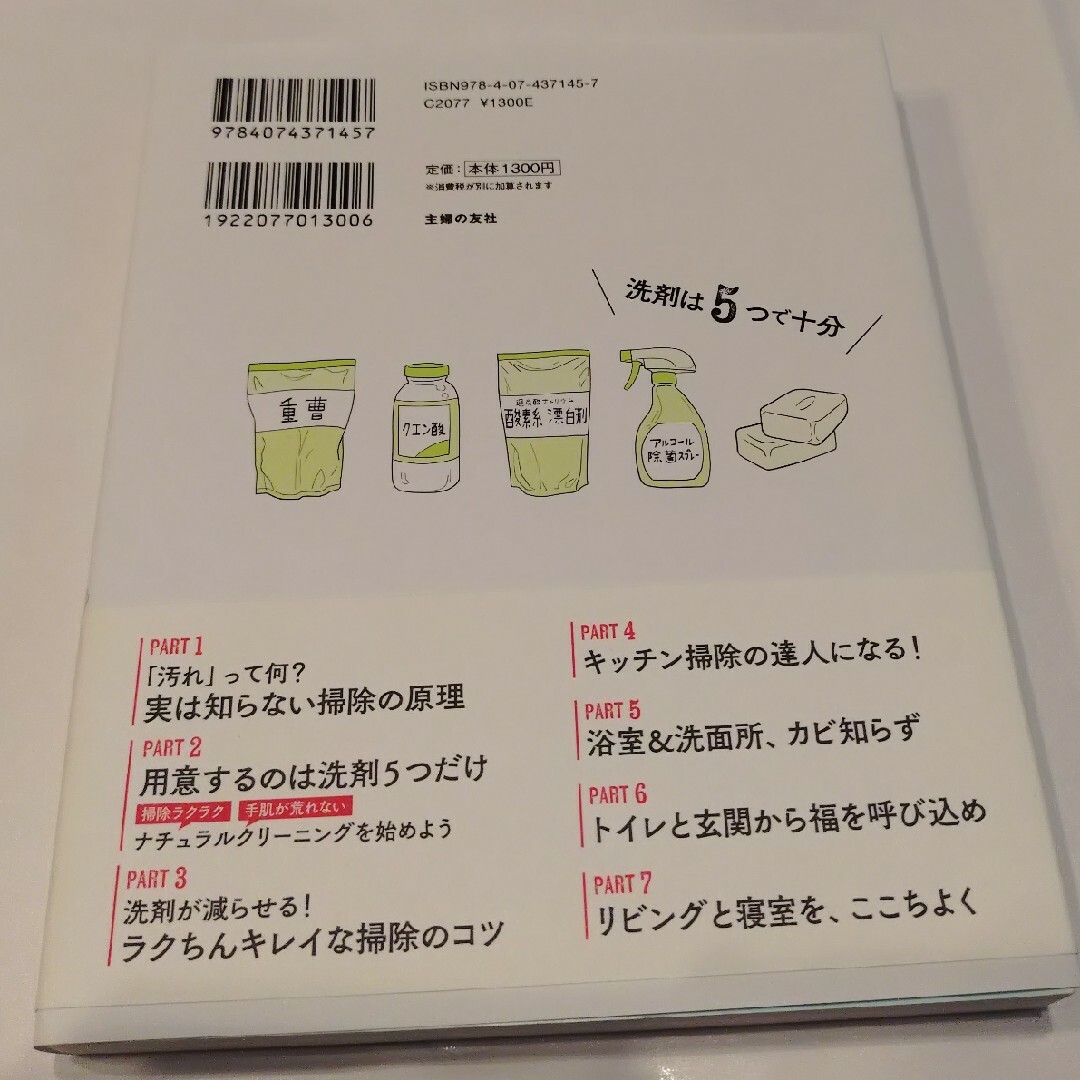 ISBN978-4-07-437145-7
C2077 ¥1300E
9784074371457
定価：本体1300円
※消費税が別に加算されます
1922077013006
主婦の友社
洗剤は5つで十分
重曹
クエン酸
酸素系漂白剤
アルコール
除菌スプレー
PART 1
「汚れ」って何？
実は知らない掃除の原理
PART 2
用意するのは洗剤5つだけ
掃除ラクラク 手肌が荒れない
ナチュラルクリーニングを始めよう
PART 3
洗剤が減らせる！
ラクちんキレイな掃除のコツ
PART 4
キッチン掃除の達人になる！
PART 5
浴室&洗面所、カビ知らず
PART 6
トイレと玄関から福を呼び込め
PART 7
リビングと寝室を、ここちよく